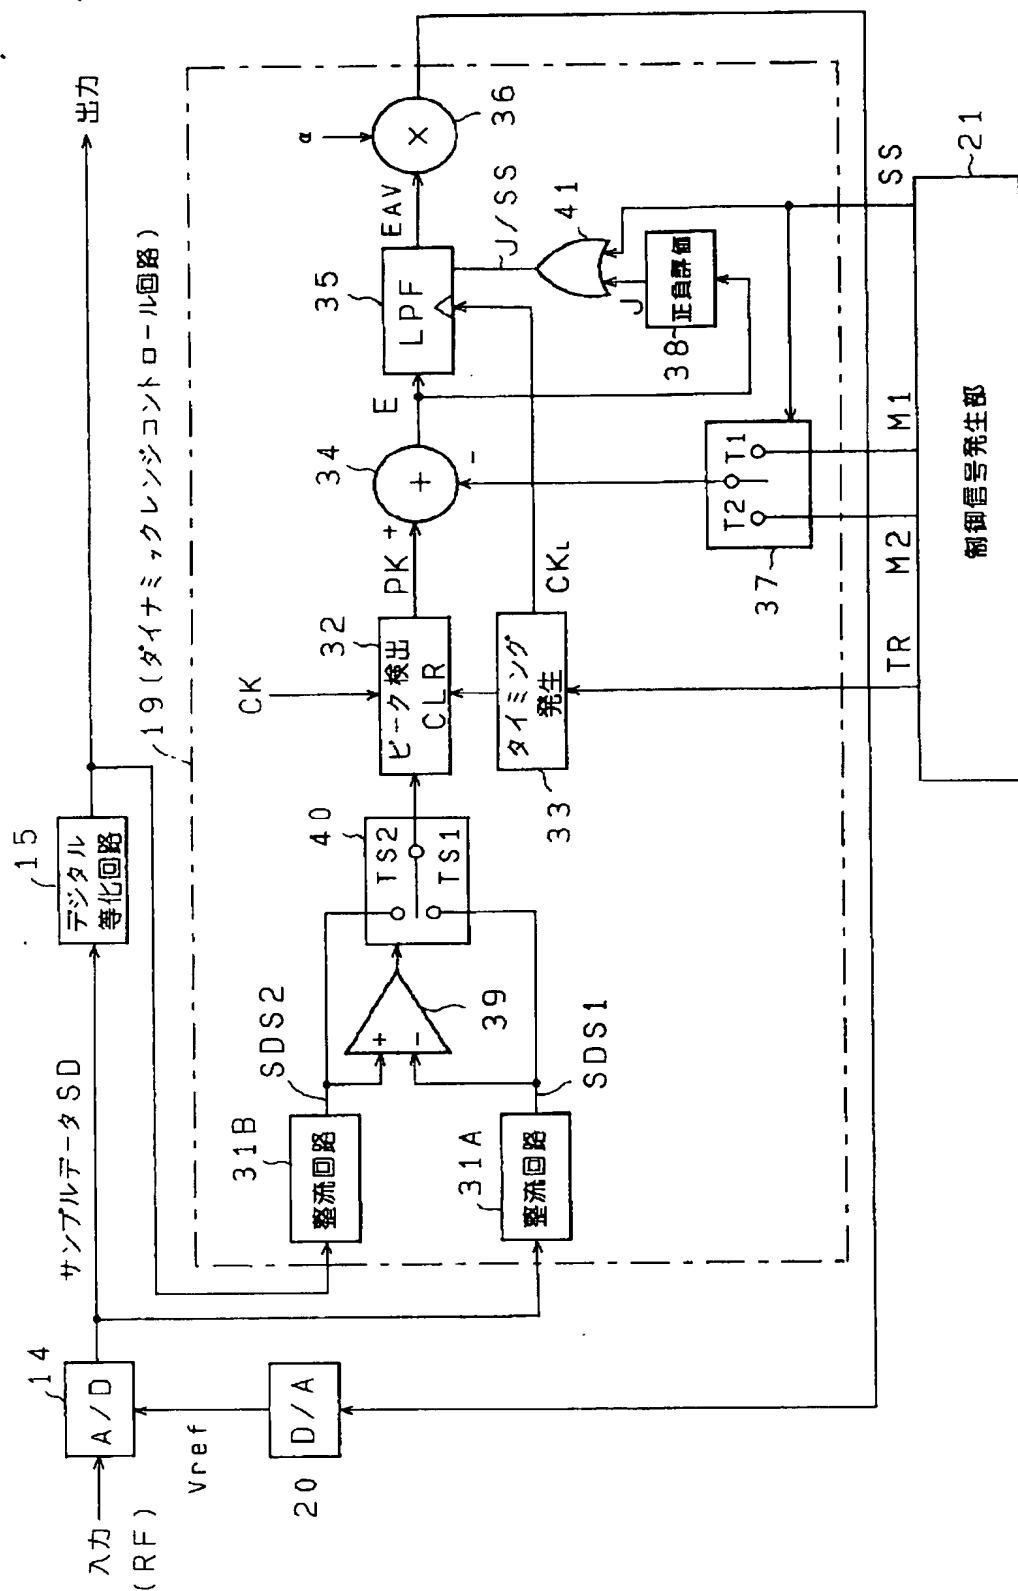 入力
(RF)
14
A/D
サンプルデータSD
15
デジタル
等化回路
出力
Vref
20
D/A
19(ダイナミックレンジコントロール回路)
31B
整流回路
SDS2
31A
整流回路
SDS1
+
-
39
40
TS2
TS1
CK
32
ピーク検出
CLR
33
タイミング
発生
CKL
PK
+
-
34
+
E
35
LPF
EAV
α
×
36
J/SS
41
J
38
正負評価
37
T2
T1
TR
M2
M1
SS
21
制御信号発生部